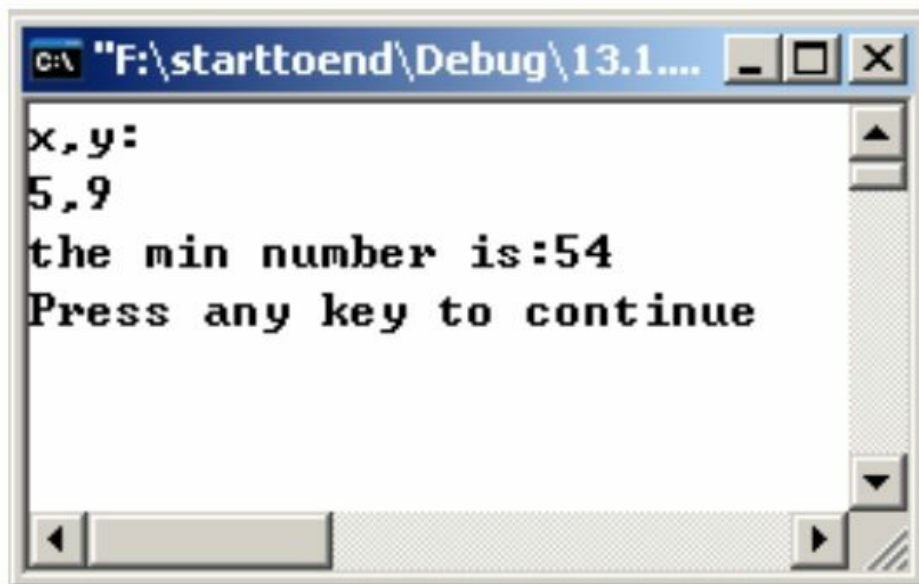 "F:\starttoend\Debug\13.1....
x,y:
5,9
the min number is:54
Press any key to continue